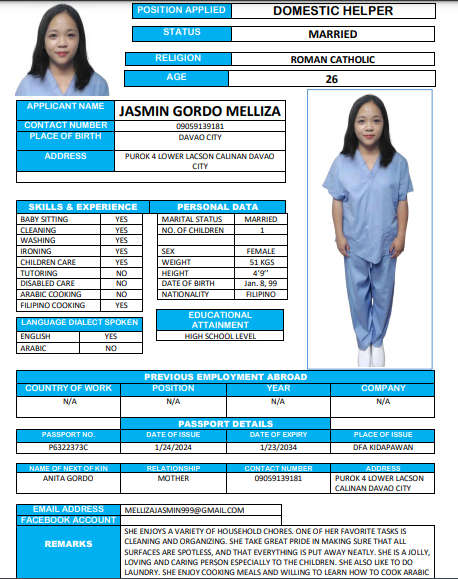 POSITION APPLIED DOMESTIC HELPER
STATUS MARRIED
RELIGION ROMAN CATHOLIC
AGE 26
APPLICANT NAME JASMIN GORDO MELLIZA
CONTACT NUMBER 09059139181
PLACE OF BIRTH DAVAO CITY
ADDRESS PUROK 4 LOWER LACSON CALINAN DAVAO
CITY
SKILLS & EXPERIENCE PERSONAL DATA
BABY SITTING YES MARITAL STATUS MARRIED
CLEANING YES NO. OF CHILDREN 1
WASHING YES
IRONING YES SEX FEMALE
CHILDREN CARE YES WEIGHT 51 KGS
TUTORING NO HEIGHT 4'9''
DISABLED CARE NO DATE OF BIRTH Jan. 8, 99
ARABIC COOKING NO NATIONALITY FILIPINO
FILIPINO COOKING YES
LANGUAGE DIALECT SPOKEN
ENGLISH YES
ARABIC NO
EDUCATIONAL
ATTAINMENT
HIGH SCHOOL LEVEL
PREVIOUS EMPLOYMENT ABROAD
COUNTRY OF WORK POSITION YEAR COMPANY
N/A N/A N/A N/A
PASSPORT DETAILS
PASSPORT NO. DATE OF ISSUE DATE OF EXPIRY PLACE OF ISSUE
P6322373C 1/24/2024 1/23/2034 DFA KIDAPAWAN
NAME OF NEXT OF KIN RELATIONSHIP CONTACT NUMBER ADDRESS
ANITA GORDO MOTHER 09059139181 PUROK 4 LOWER LACSON
CALINAN DAVAO CITY
EMAIL ADDRESS MELLIZAJASMIN999@GMAIL.COM
FACEBOOK ACCOUNT
REMARKS
SHE ENJOYS A VARIETY OF HOUSEHOLD CHORES. ONE OF HER FAVORITE TASKS IS
CLEANING AND ORGANIZING. SHE TAKE GREAT PRIDE IN MAKING SURE THAT ALL
SURFACES ARE SPOTLESS, AND THAT EVERYTHING IS PUT AWAY NEATLY. SHE IS A JOLLY,
LOVING AND CARING PERSON ESPECIALLY TO THE CHILDREN. SHE ALSO LIKE TO DO
LAUNDRY. SHE ENJOY COOKING MEALS AND WILLING TO LEARN HOW TO COOK ARABIC